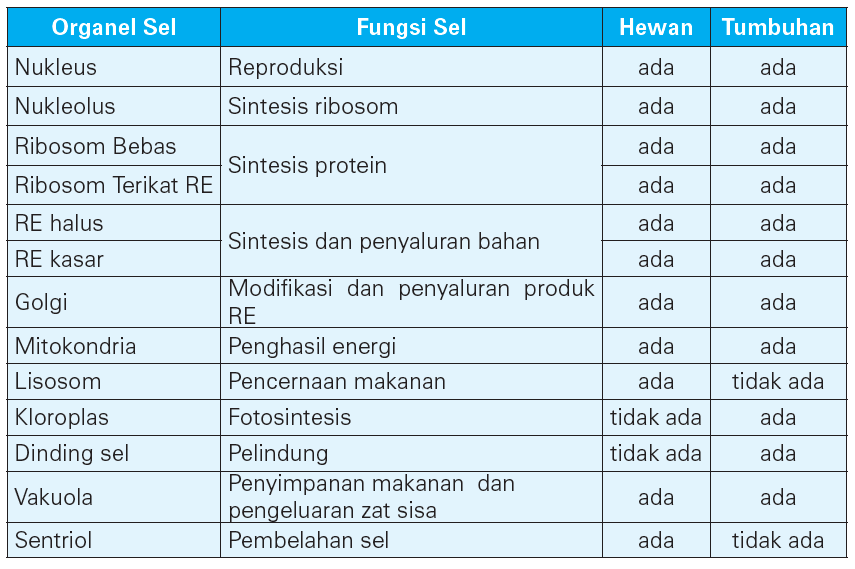 Organel Sel Fungsi Sel Hewan Tumbuhan
Nukleus Reproduksi ada ada
Nukleolus Sintesis ribosom ada ada
Ribosom Bebas ada ada
Sintesis protein
Ribosom Terikat RE ada ada
RE halus ada ada
Sintesis dan penyaluran bahan
RE kasar ada ada
Golgi Modifikasi dan penyaluran produk RE ada ada
Mitokondria Penghasil energi ada ada
Lisosom Pencernaan makanan ada tidak ada
Kloroplas Fotosintesis tidak ada ada
Dinding sel Pelindung tidak ada ada
Vakuola Penyimpanan makanan dan pengeluaran zat sisa ada ada
Sentriol Pembelahan sel ada tidak ada